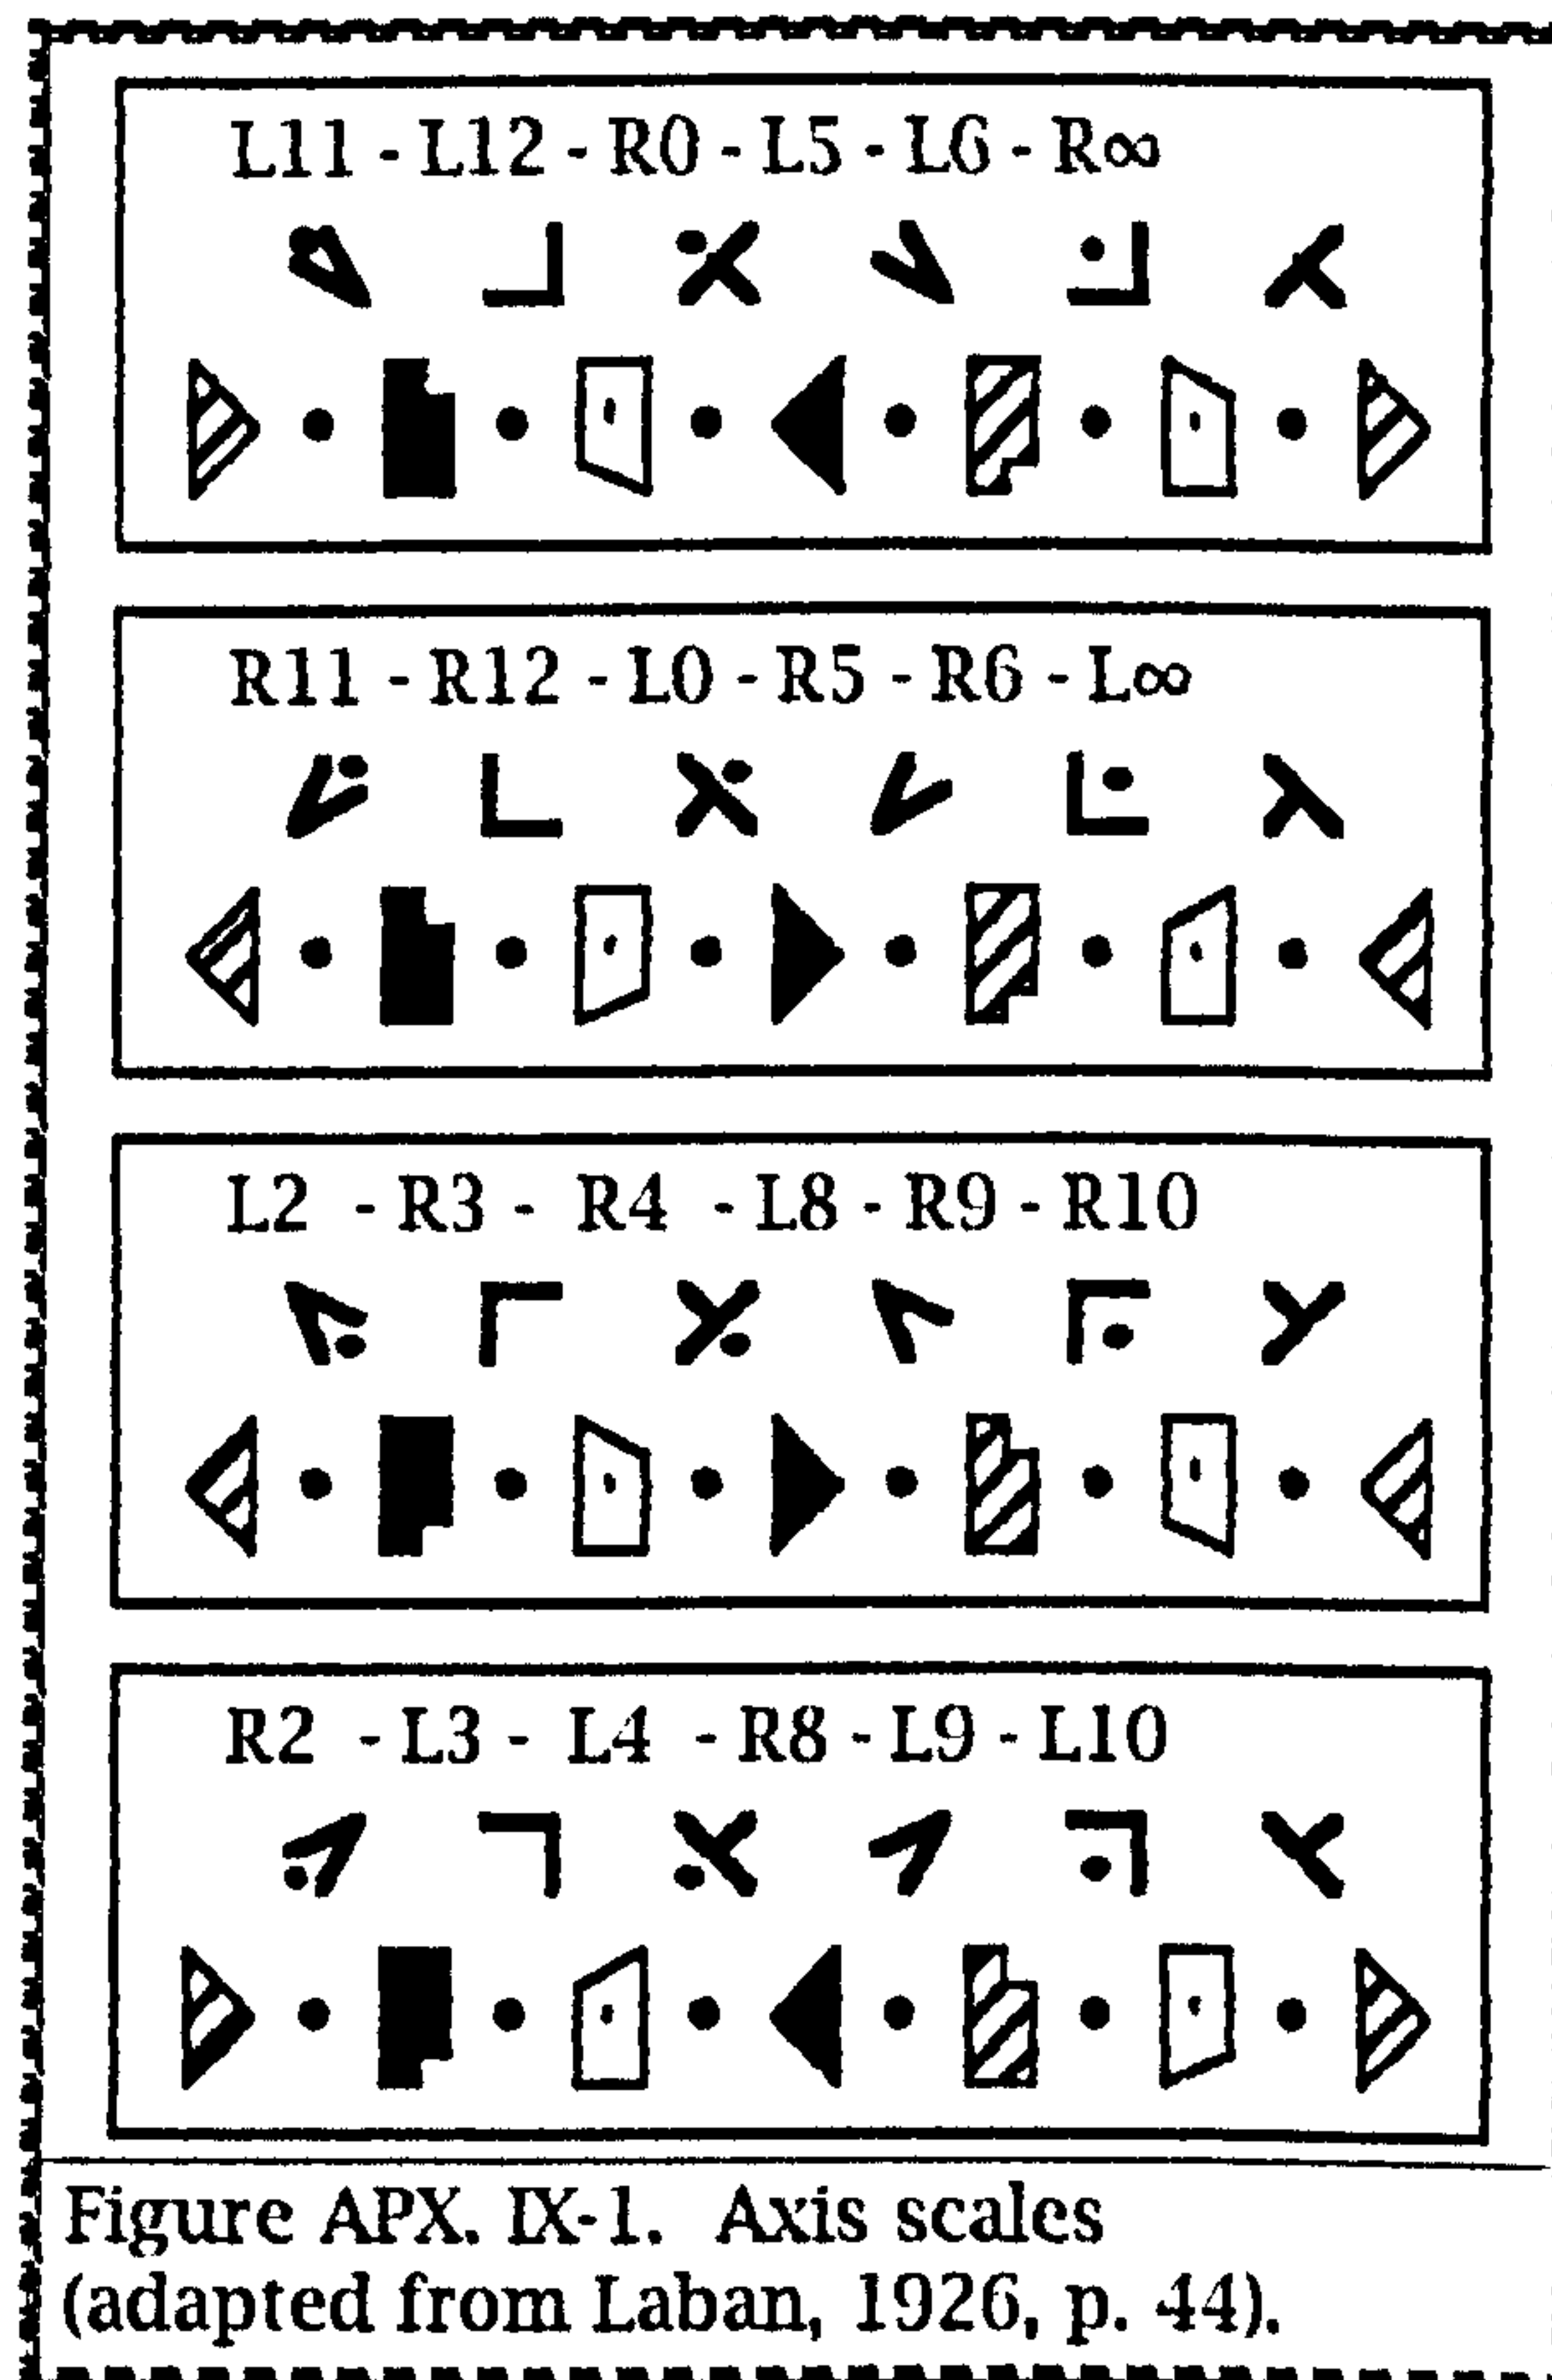 L11 - L12 - R0 - L5 - L6 - R∞
R11 - R12 - L0 - R5 - R6 - L∞
L2 - R3 - R4 - L8 - R9 - R10
R2 - L3 - L4 - R8 - L9 - L10
Figure APX. IX-1. Axis scales
(adapted from Laban, 1926, p. 44).